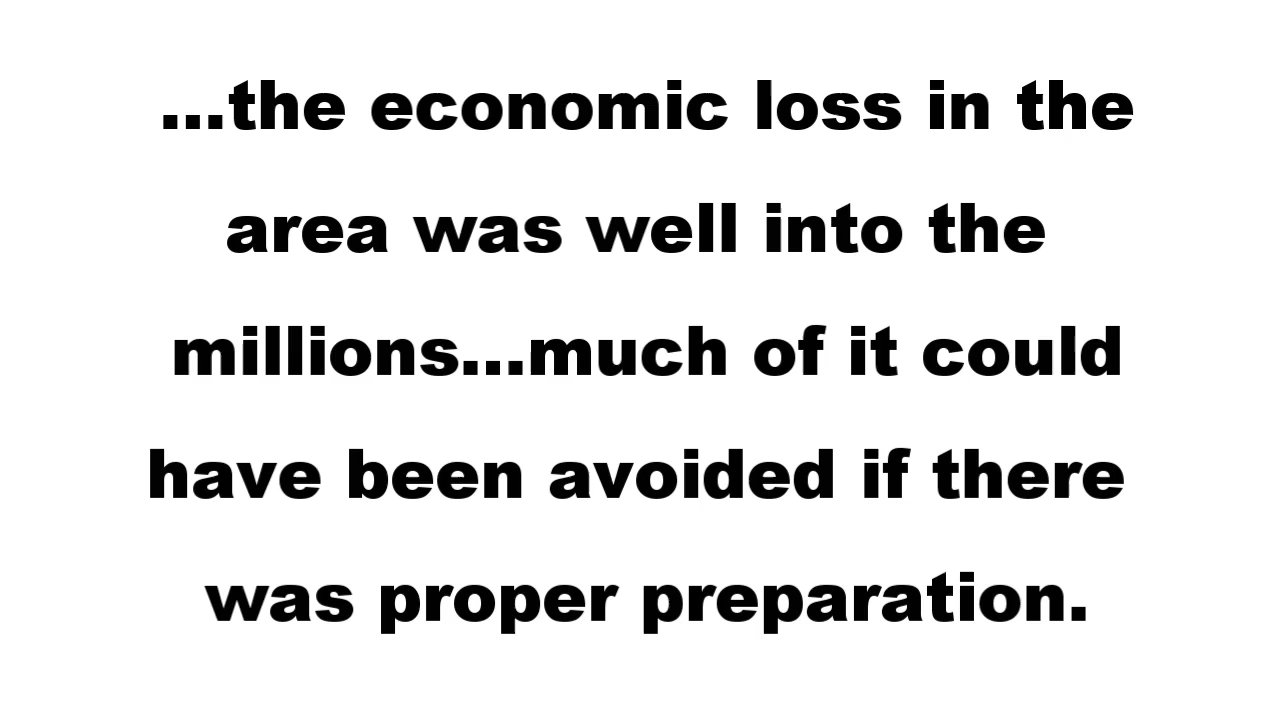 ...the economic loss in the
area was well into the
millions...much of it could
have been avoided if there
was proper preparation.